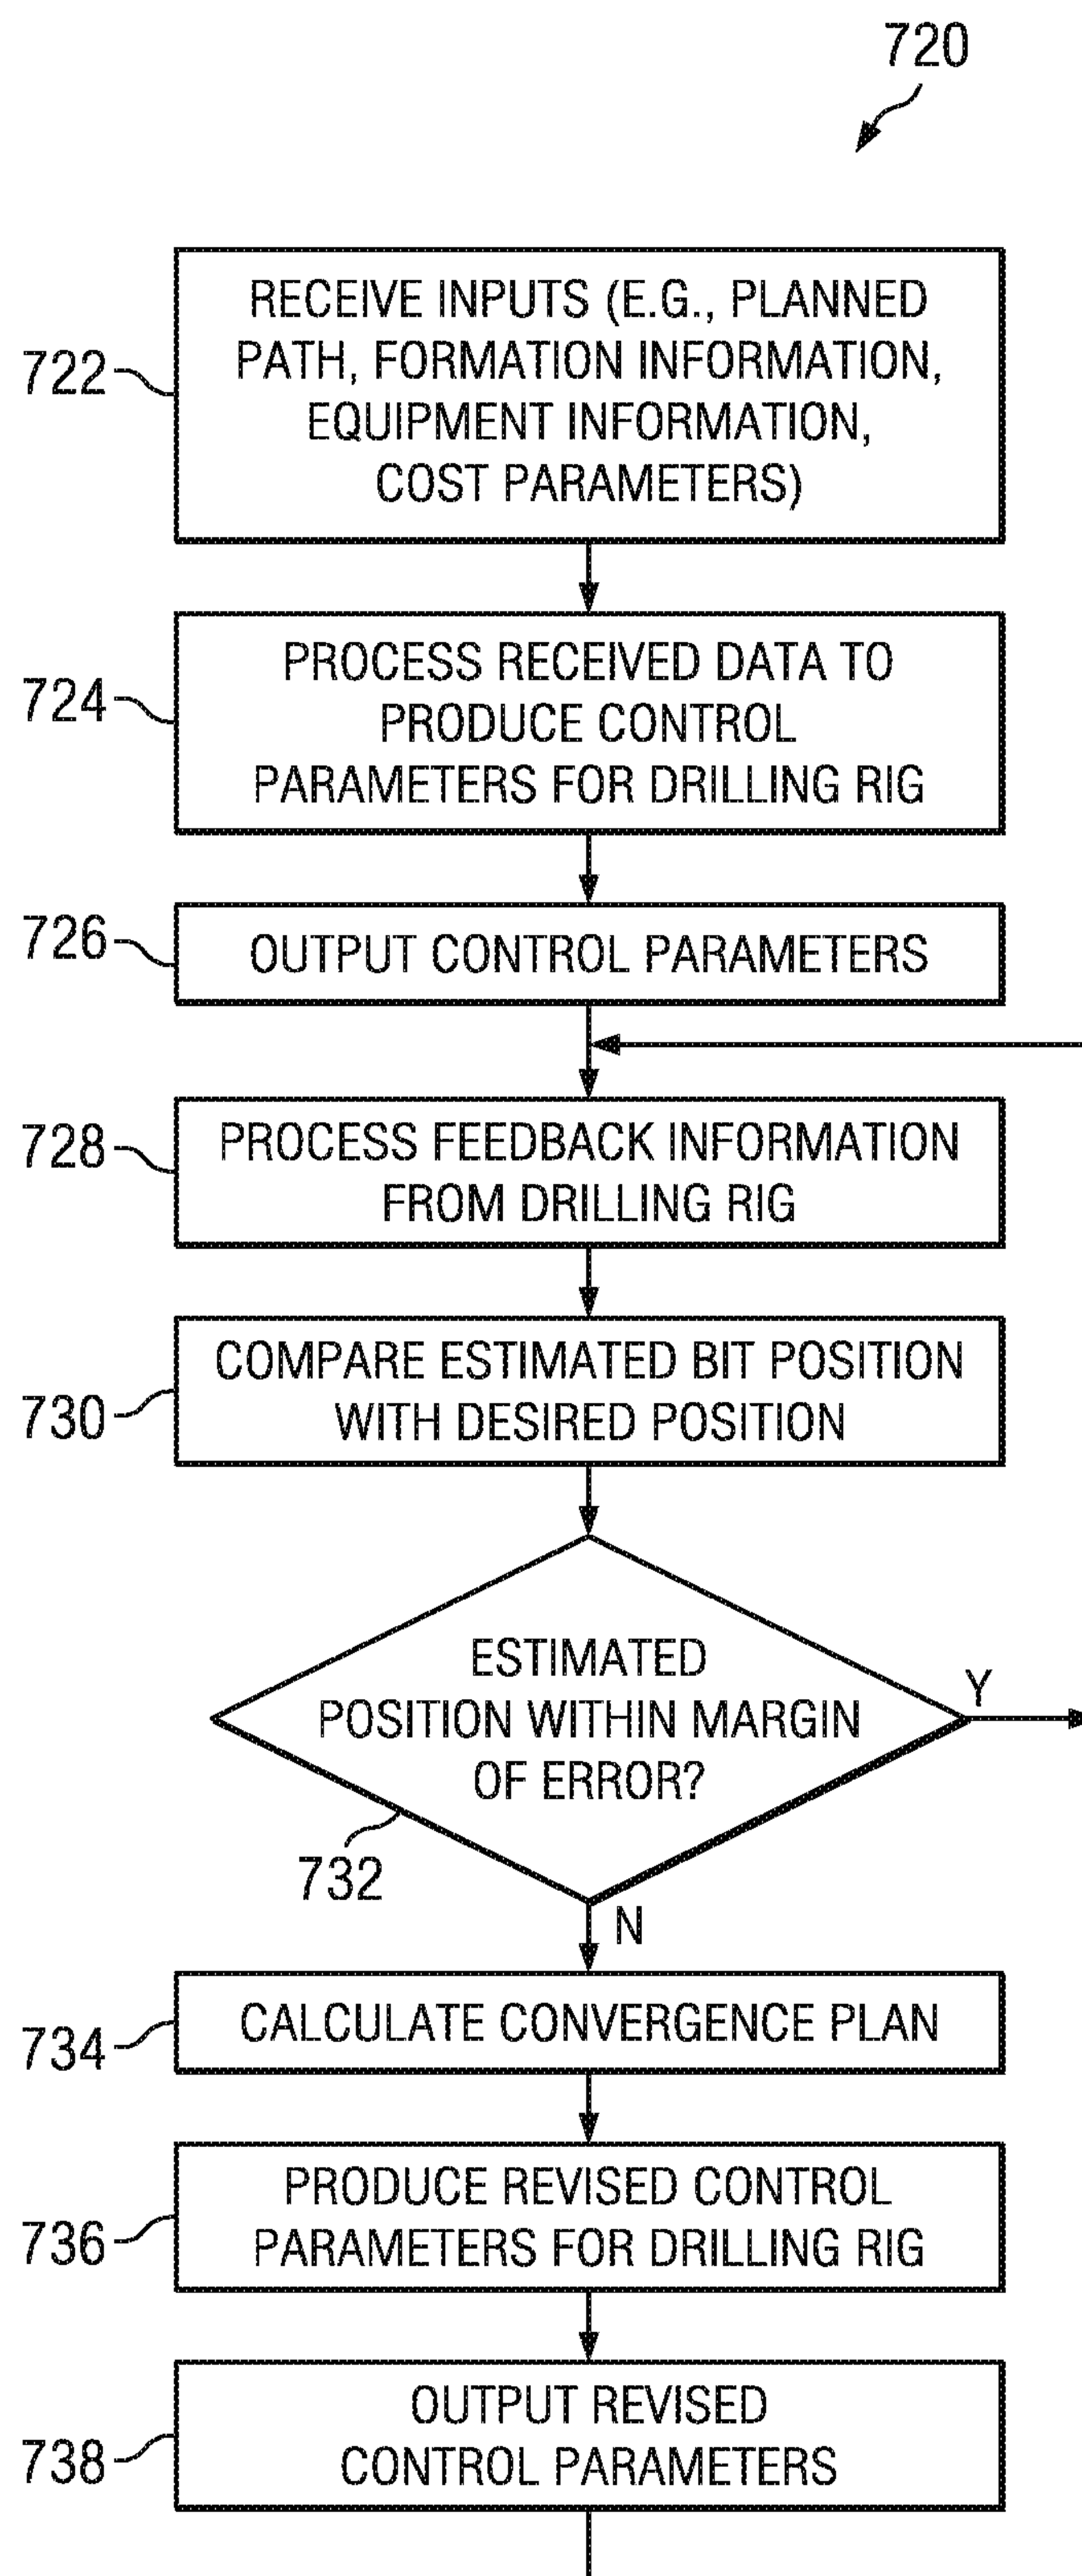 720
722
RECEIVE INPUTS (E.G., PLANNED
PATH, FORMATION INFORMATION,
EQUIPMENT INFORMATION,
COST PARAMETERS)
724
PROCESS RECEIVED DATA TO
PRODUCE CONTROL
PARAMETERS FOR DRILLING RIG
726
OUTPUT CONTROL PARAMETERS
728
PROCESS FEEDBACK INFORMATION
FROM DRILLING RIG
730
COMPARE ESTIMATED BIT POSITION
WITH DESIRED POSITION
ESTIMATED
POSITION WITHIN MARGIN
OF ERROR?
Y
732
N
734
CALCULATE CONVERGENCE PLAN
736
PRODUCE REVISED CONTROL
PARAMETERS FOR DRILLING RIG
738
OUTPUT REVISED
CONTROL PARAMETERS